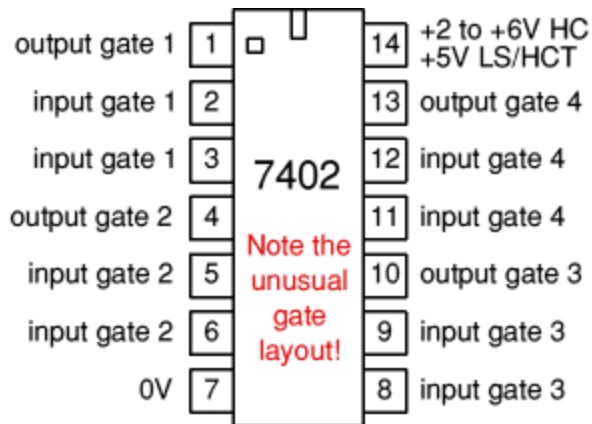 output gate 1
input gate 1
input gate 1
output gate 2
input gate 2
input gate 2
0V
1
2
3
4
5
6
7
7402
Note the
unusual
gate
layout!
14
13
12
11
10
9
8
+2 to +6V HC
+5V LS/HCT
output gate 4
input gate 4
input gate 4
output gate 3
input gate 3
input gate 3